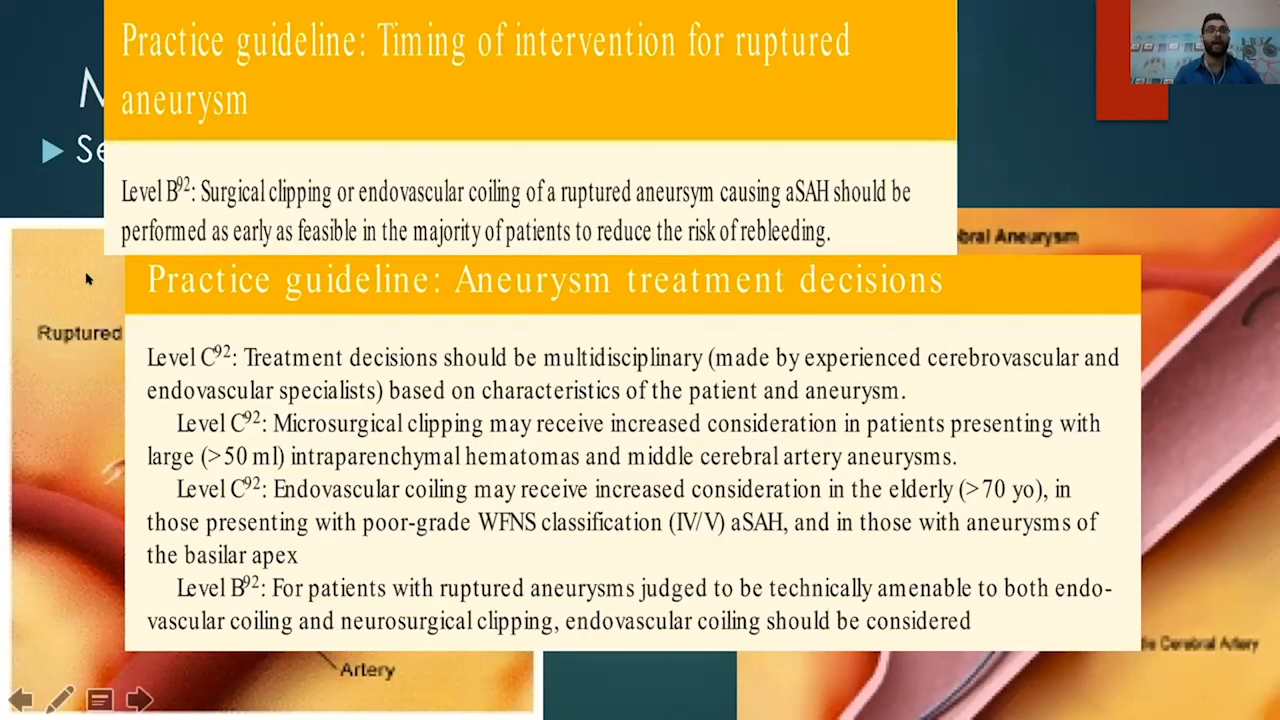 Practice guideline: Timing of intervention for ruptured
aneurysm
Se
Level B92: Surgical clipping or endovascular coiling of a ruptured aneursym causing aSAH should be
performed as early as feasible in the majority of patients to reduce the risk of rebleeding.
bral Aneurysm
Practice guideline: Aneurysm treatment decisions
Ruptured
Level C92: Treatment decisions should be multidisciplinary (made by experienced cerebrovascular and
endovascular specialists) based on characteristics of the patient and aneurysm.
Level C92: Microsurgical clipping may receive increased consideration in patients presenting with
large (>50 ml) intraparenchymal hematomas and middle cerebral artery aneurysms.
Level C92: Endovascular coiling may receive increased consideration in the elderly (>70 yo), in
those presenting with poor-grade WFNS classification (IV/V) aSAH, and in those with aneurysms of
the basilar apex
Level B92: For patients with ruptured aneurysms judged to be technically amenable to both endo-
vascular coiling and neurosurgical clipping, endovascular coiling should be considered
Cerebral Artery
Artery